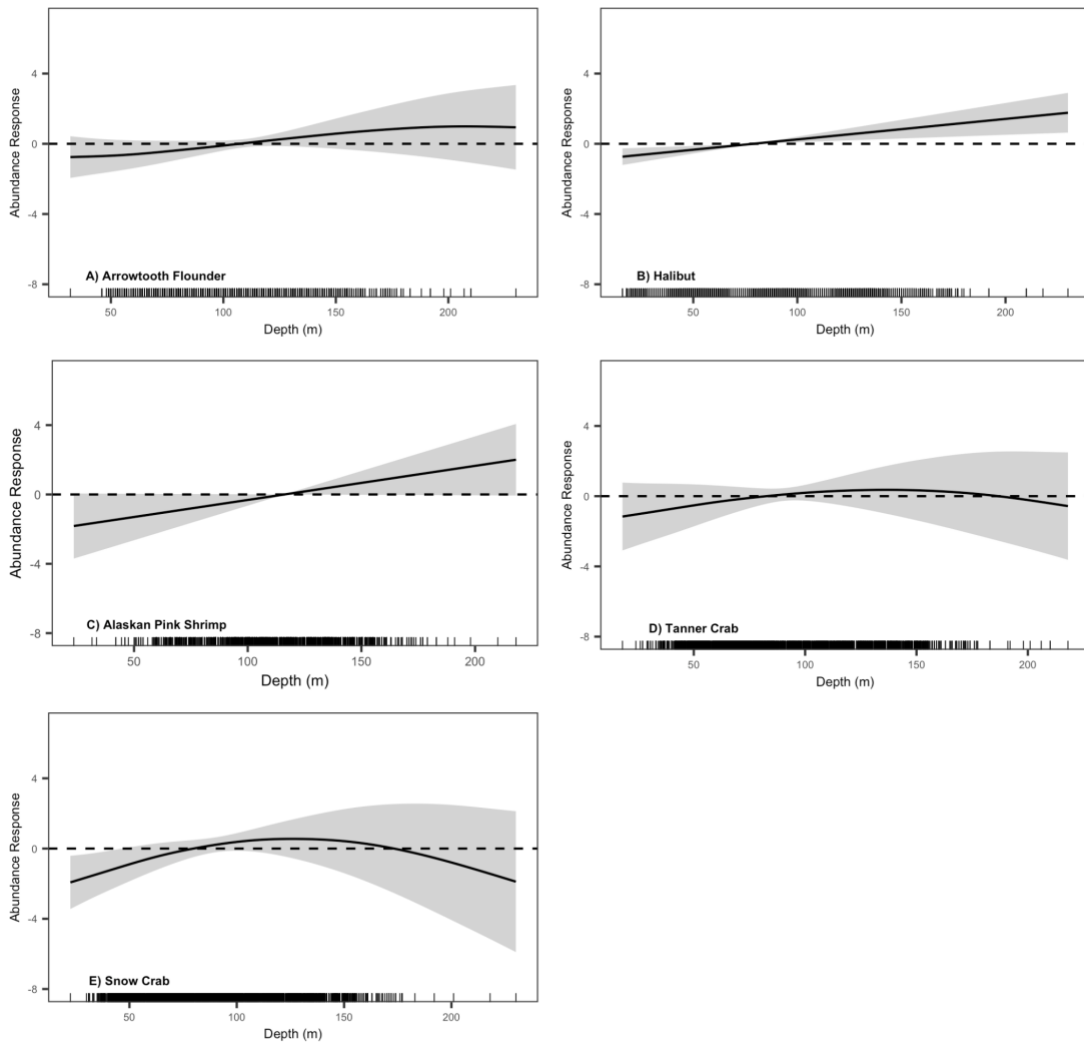 Abundance Response
4
0
-4
-8
A) Arrowtooth Flounder
50 100 150 200
Depth (m)
Abundance Response
4
0
-4
-8
B) Halibut
50 100 150 200
Depth (m)
Abundance Response
4
0
-4
-8
C) Alaskan Pink Shrimp
50 100 150 200
Depth (m)
Abundance Response
4
0
-4
-8
D) Tanner Crab
50 100 150 200
Depth (m)
Abundance Response
4
0
-4
-8
E) Snow Crab
50 100 150 200
Depth (m)